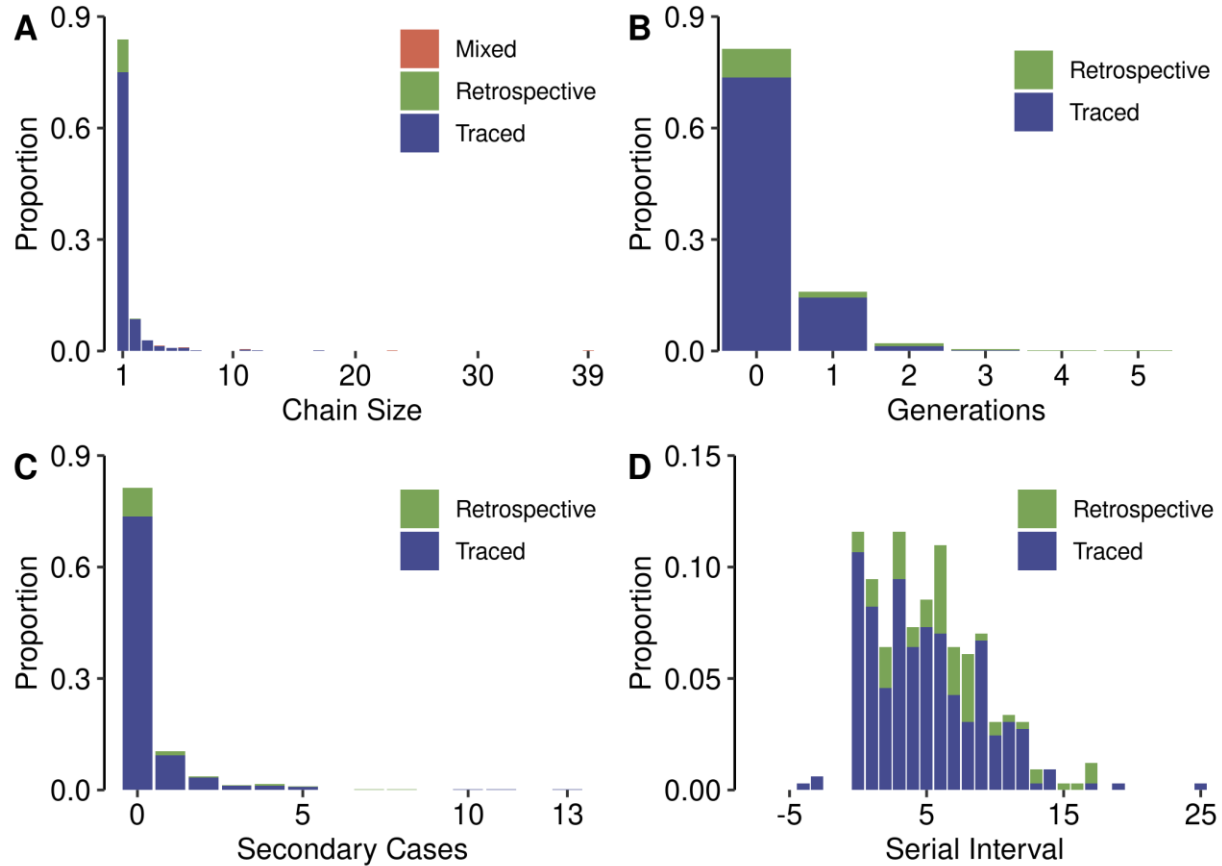 A
0.9
0.6
0.3
0.0
Proportion
Mixed
Retrospective
Traced
1
10
20
30
39
Chain Size
B
0.9
0.6
0.3
0.0
Proportion
Retrospective
Traced
0
1
2
3
4
5
Generations
C
0.9
0.6
0.3
0.0
Proportion
Retrospective
Traced
0
5
10
13
Secondary Cases
D
0.15
0.10
0.05
0.00
Proportion
Retrospective
Traced
-5
5
15
25
Serial Interval